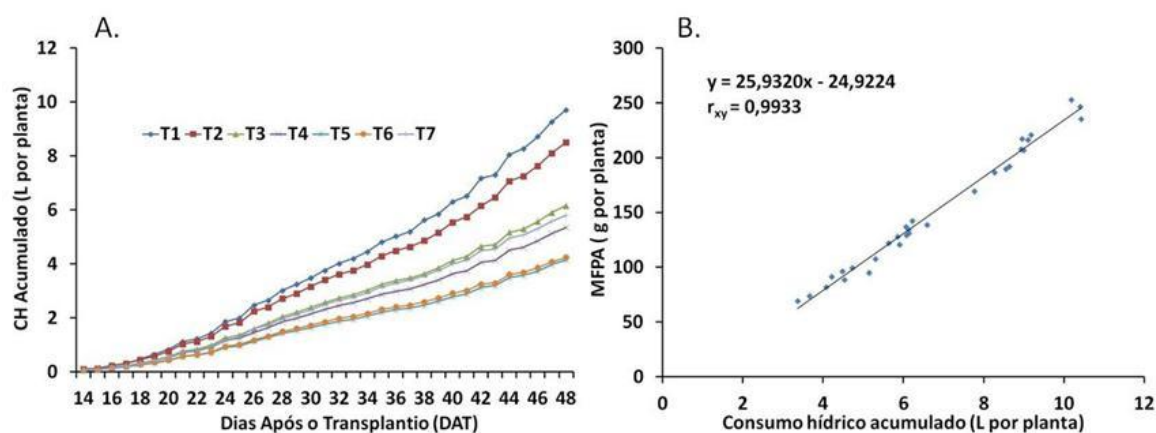 A.
CH Acumulado (L por planta)
12
10
8
6
4
2
0
T1 T2 T3 T4 T5 T6 T7
14 16 18 20 22 24 26 28 30 32 34 36 38 40 42 44 46 48
Dias Após o Transplantio (DAT)
B.
MFPA ( g por planta)
300
250
200
150
100
50
0
y = 25,9320x - 24,9224
rxy = 0,9933
0 2 4 6 8 10 12
Consumo hídrico acumulado (L por planta)